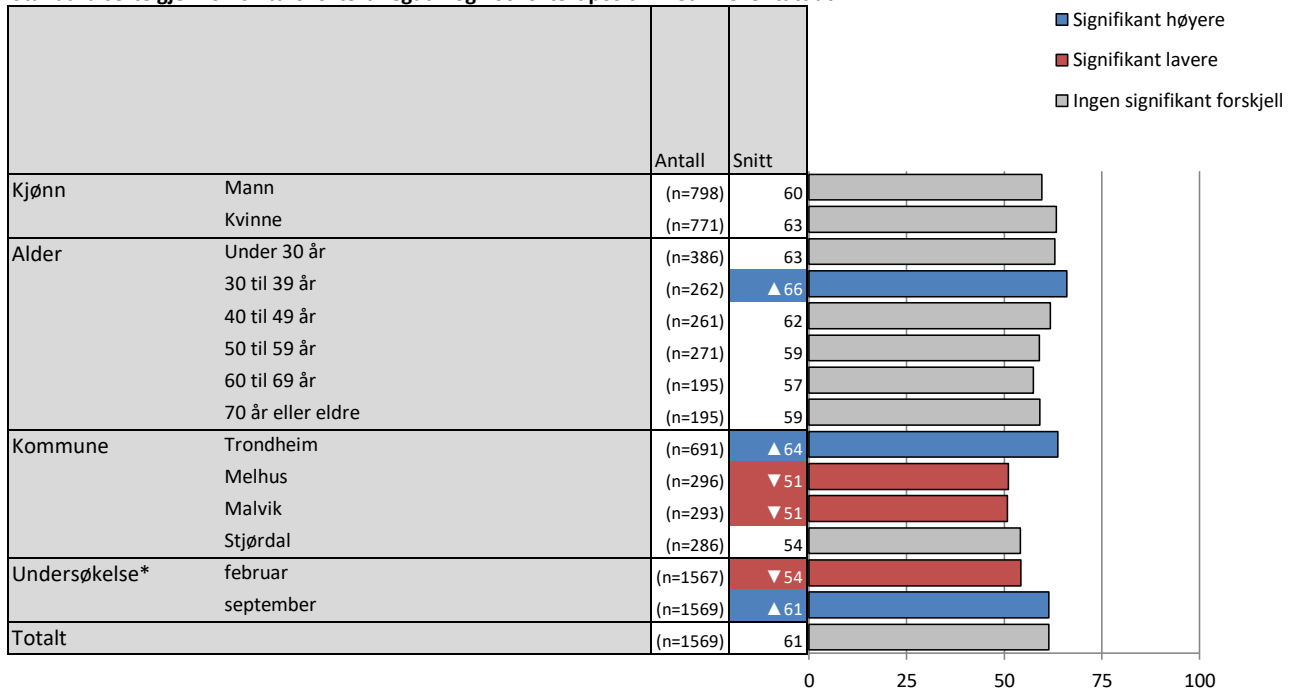 Signifikant høyere
Signifikant lavere
Ingen signifikant forskjell
Antall Snitt
Kjønn Mann (n=798) 60
Kvinne (n=771) 63
Alder Under 30 år (n=386) 63
30 til 39 år (n=262) ▲66
40 til 49 år (n=261) 62
50 til 59 år (n=271) 59
60 til 69 år (n=195) 57
70 år eller eldre (n=195) 59
Kommune Trondheim (n=691) ▲64
Melhus (n=296) ▼51
Malvik (n=293) ▼51
Stjørdal (n=286) 54
Undersøkelse* februar (n=1567) ▼54
september (n=1569) ▲61
Totalt (n=1569) 61
0 25 50 75 100